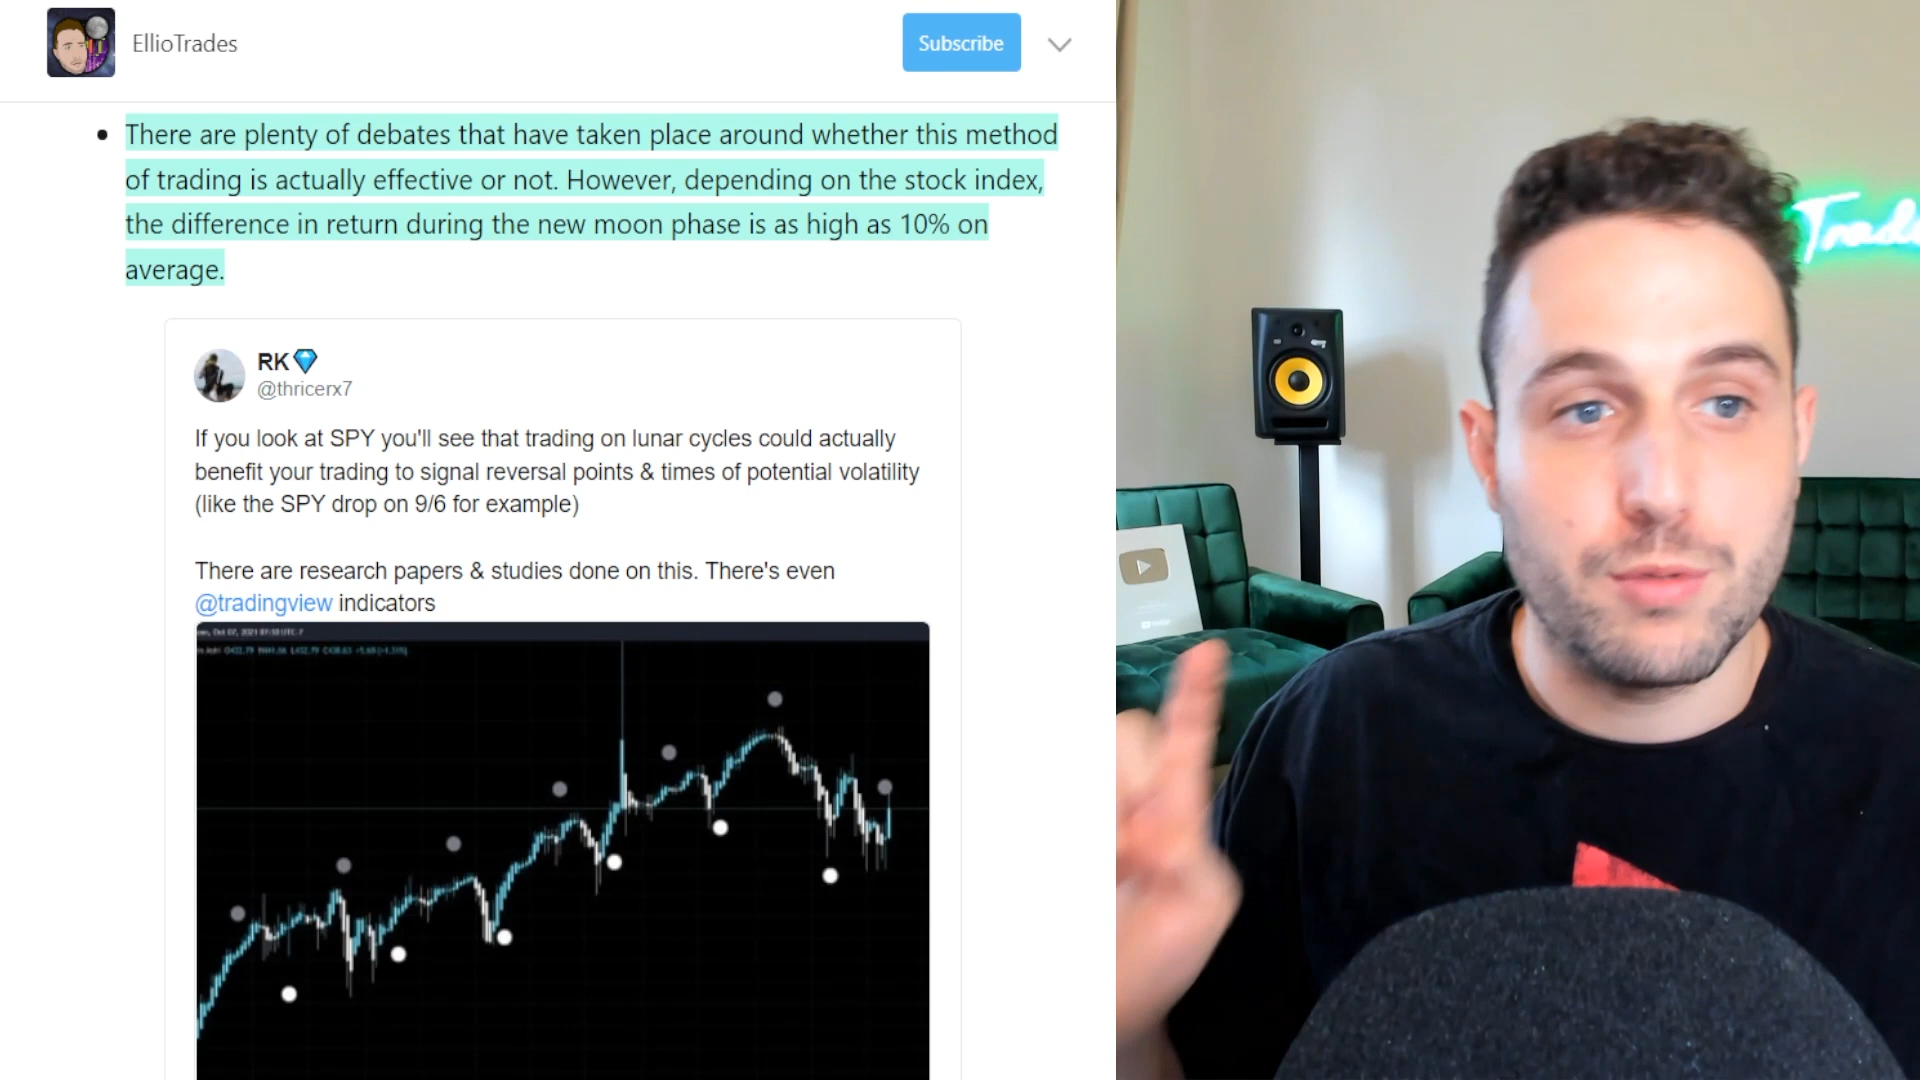 EllioTrades
Subscribe
There are plenty of debates that have taken place around whether this method
of trading is actually effective or not. However, depending on the stock index,
the difference in return during the new moon phase is as high as 10% on
average.
RK
@thricerx7
If you look at SPY you'll see that trading on lunar cycles could actually
benefit your trading to signal reversal points & times of potential volatility
(like the SPY drop on 9/6 for example)
There are research papers & studies done on this. There's even
@tradingview indicators